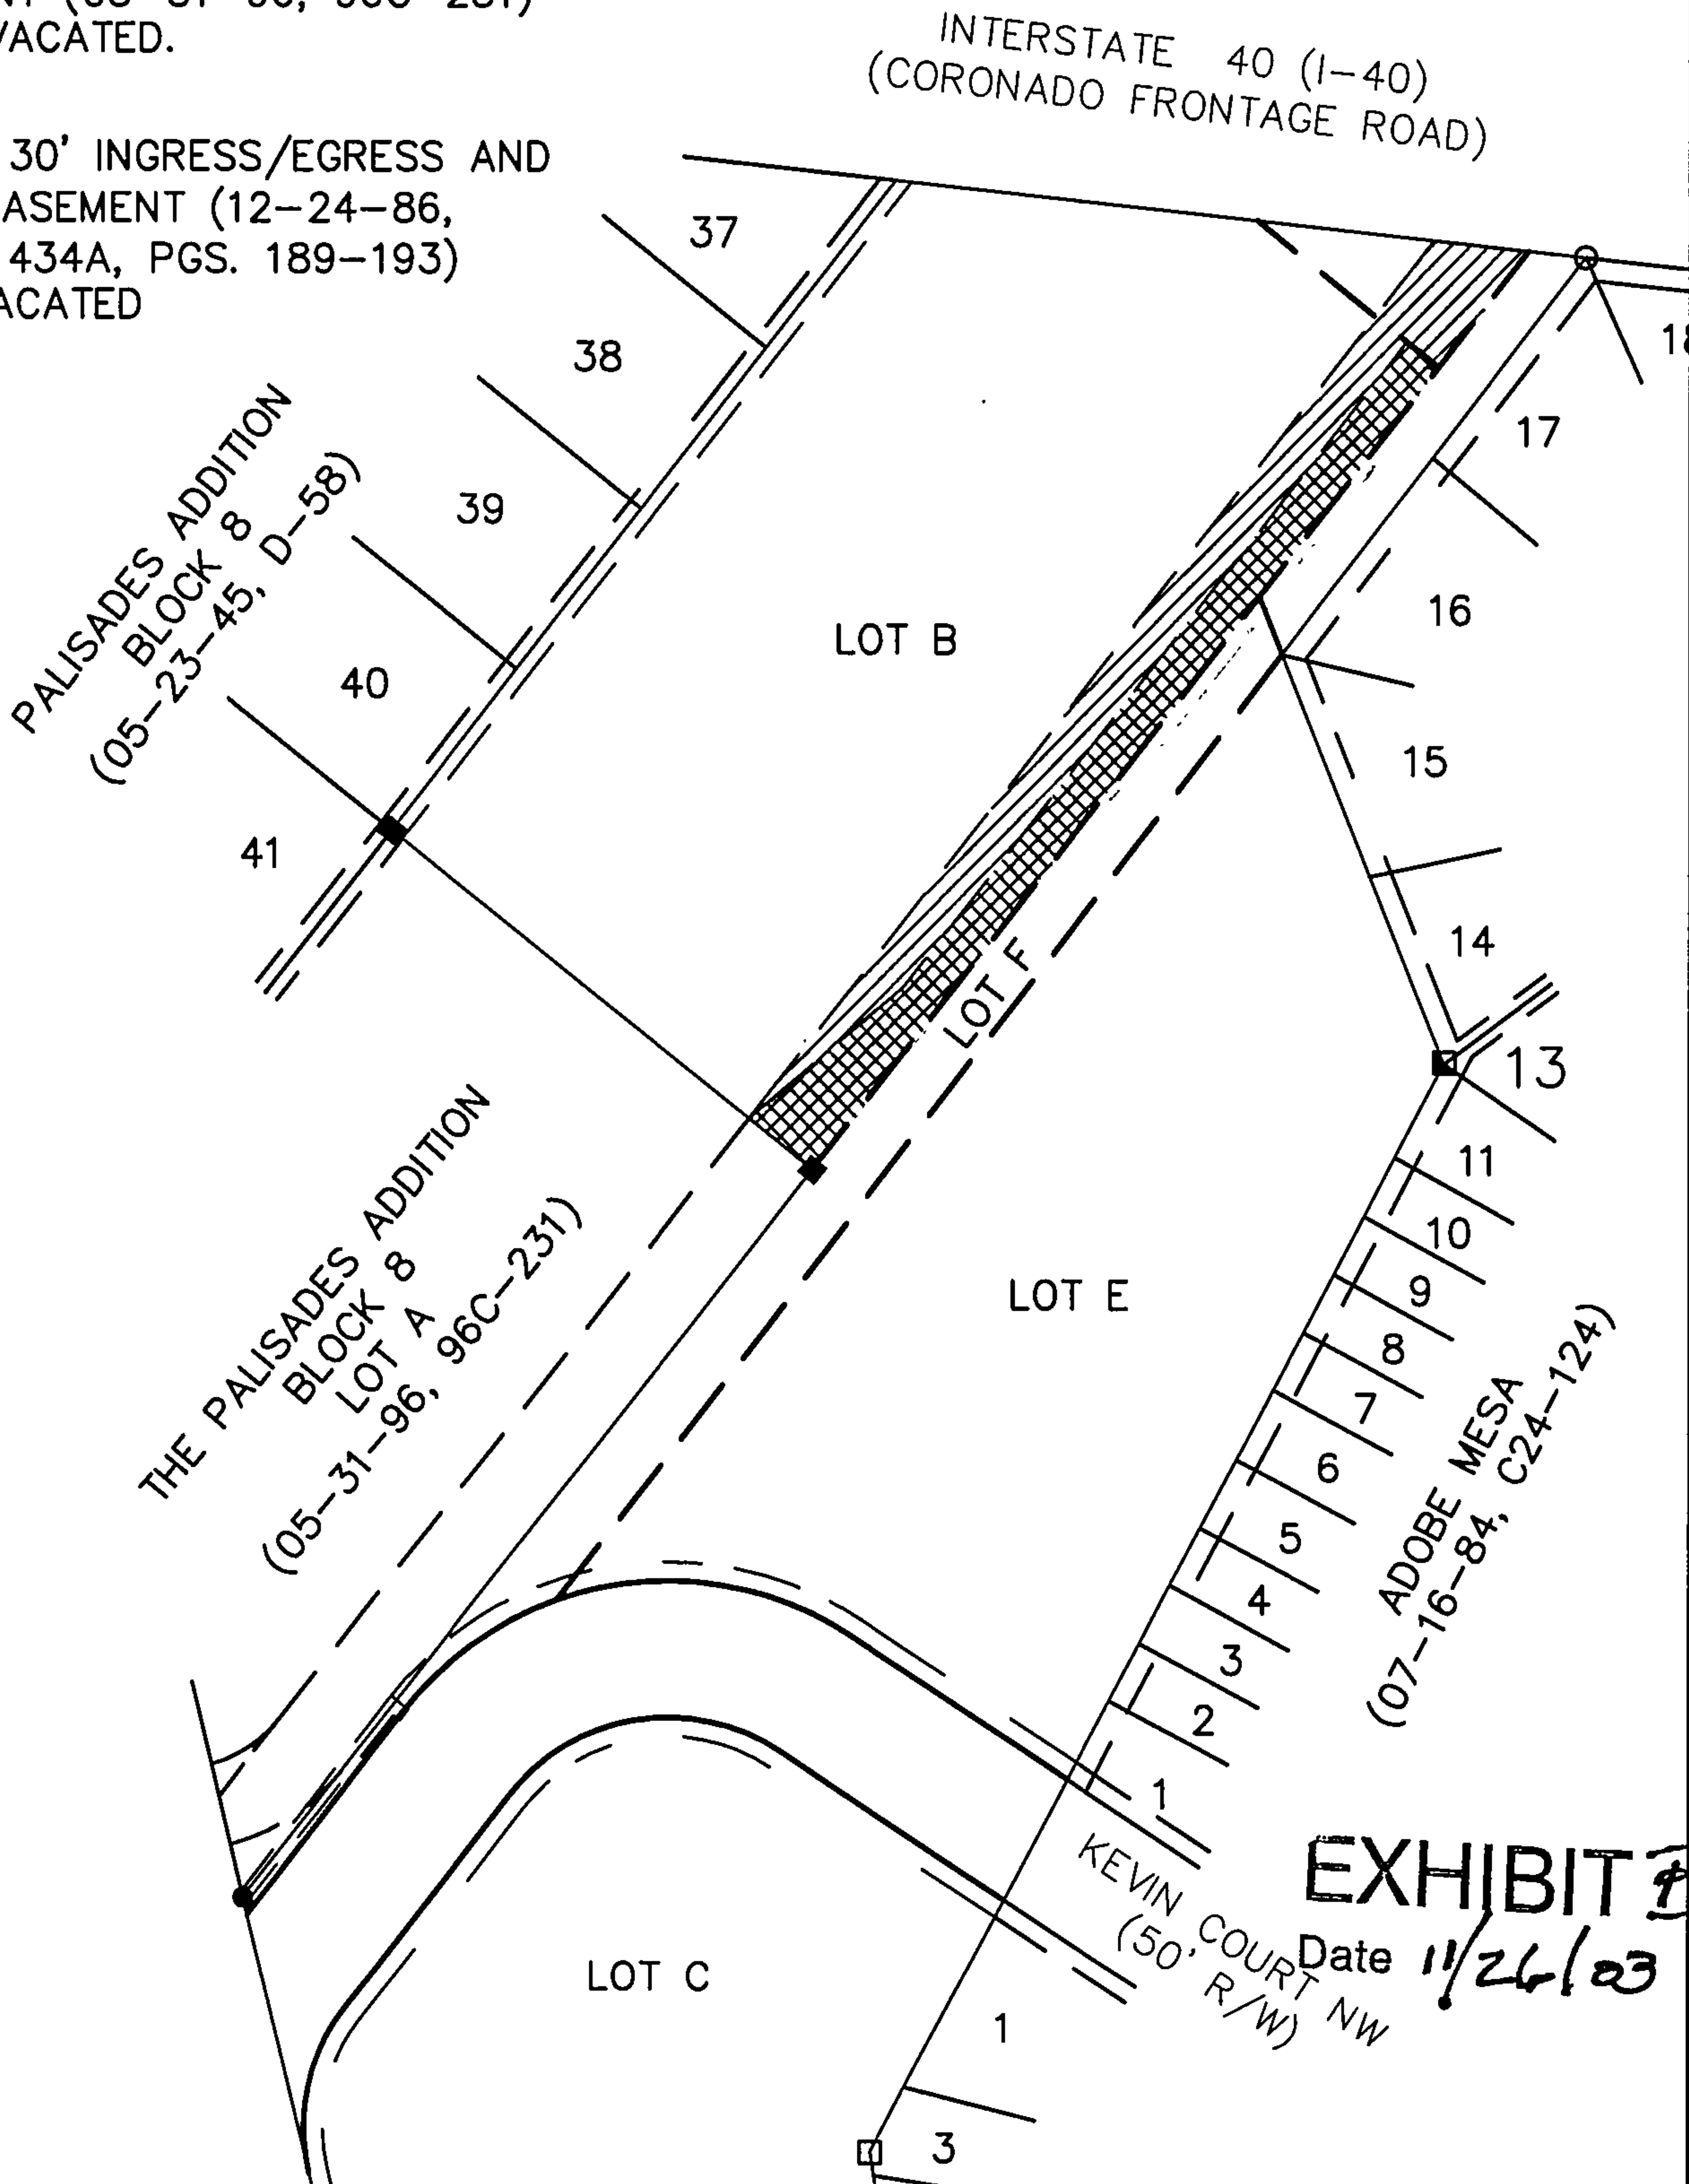 VACATED.
30' INGRESS/EGRESS AND
EASEMENT (12-24-86,
434A, PGS. 189-193)
VACATED
INTERSTATE 40 (I-40)
(CORONADO FRONTAGE ROAD)
37
38
39
40
41
PALISADES ADDITION
BLOCK 8
(05-23-45, D-58)
LOT B
17
16
15
14
13
11
10
9
8
7
6
5
4
3
2
1
LOT F
LOT E
THE PALISADES ADDITION
BLOCK 8
LOT A
(05-31-96, 96C-231)
ADOBE MESA
(07-16-84, C24-124)
KEVIN COURT NW
(50' R/W)
LOT C
1
3
EXHIBIT B
Date 11/26/03